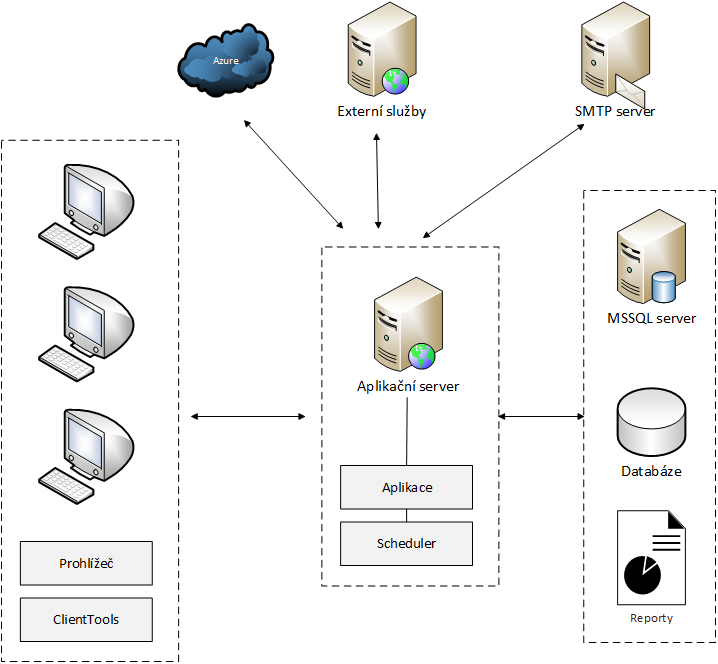 Azure
Externí služby
SMTP server
MSSQL server
Aplikační server
Databáze
Aplikace
Scheduler
Prohlížeč
ClientTools
Reporty